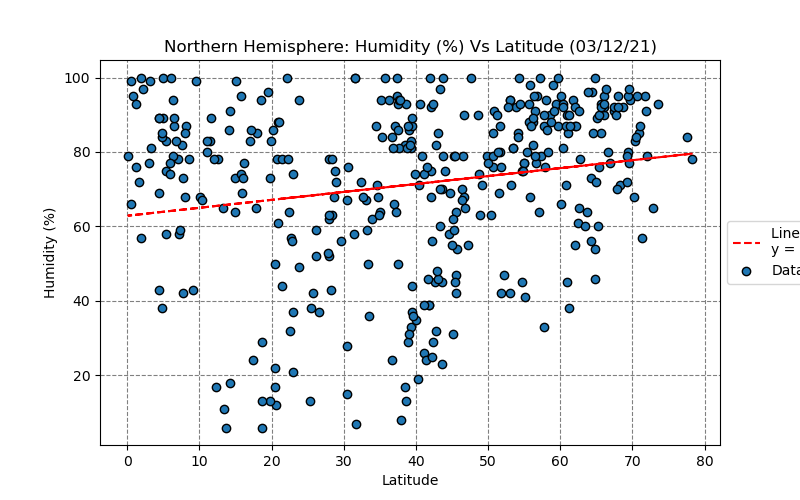 Northern Hemisphere: Humidity (%) Vs Latitude (03/12/21)
100
80
60
40
20
Humidity (%)
0 10 20 30 40 50 60 70 80
Latitude
Line
y =
Data